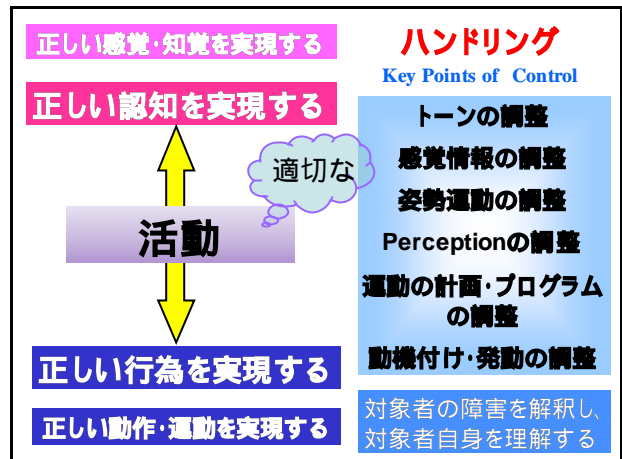 正しい感覚・知覚を実現する
正しい認知を実現する
適切な
活動
正しい行為を実現する
正しい動作・運動を実現する
ハンドリング
Key Points of Control
トーンの調整
感覚情報の調整
姿勢運動の調整
Perceptionの調整
運動の計画・プログラム
の調整
動機付け・発動の調整
対象者の障害を解釈し、
対象者自身を理解する